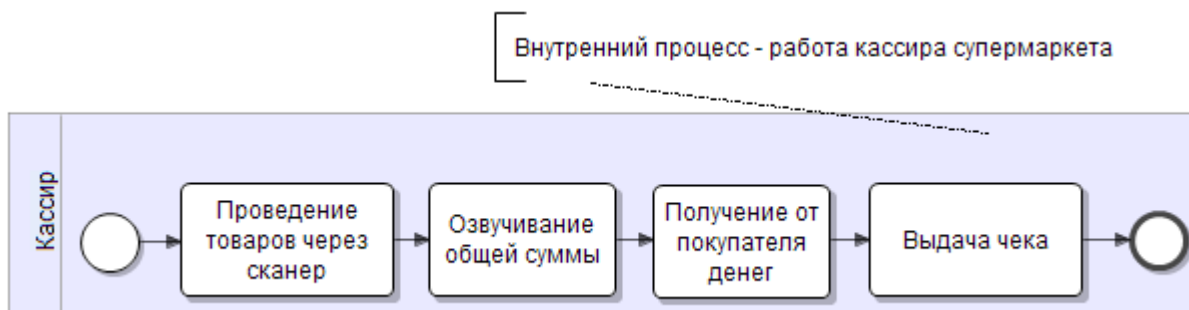 Внутренний процесс - работа кассира супермаркета
Кассир
Проведение
товаров через
сканер
Озвучивание
общей суммы
Получение от
покупателя
денег
Выдача чека